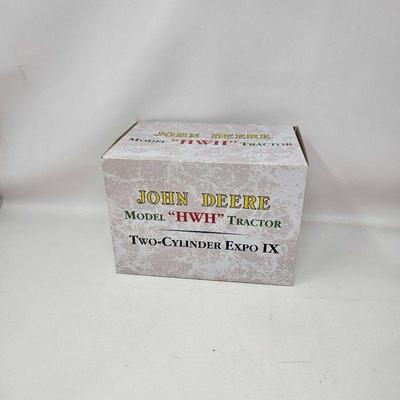 JOHN DEERE
MODEL "HWH" TRACTOR
JOHN DEERE
MODEL "HWH" TRACTOR
TWO-CYLINDER EXPO IX